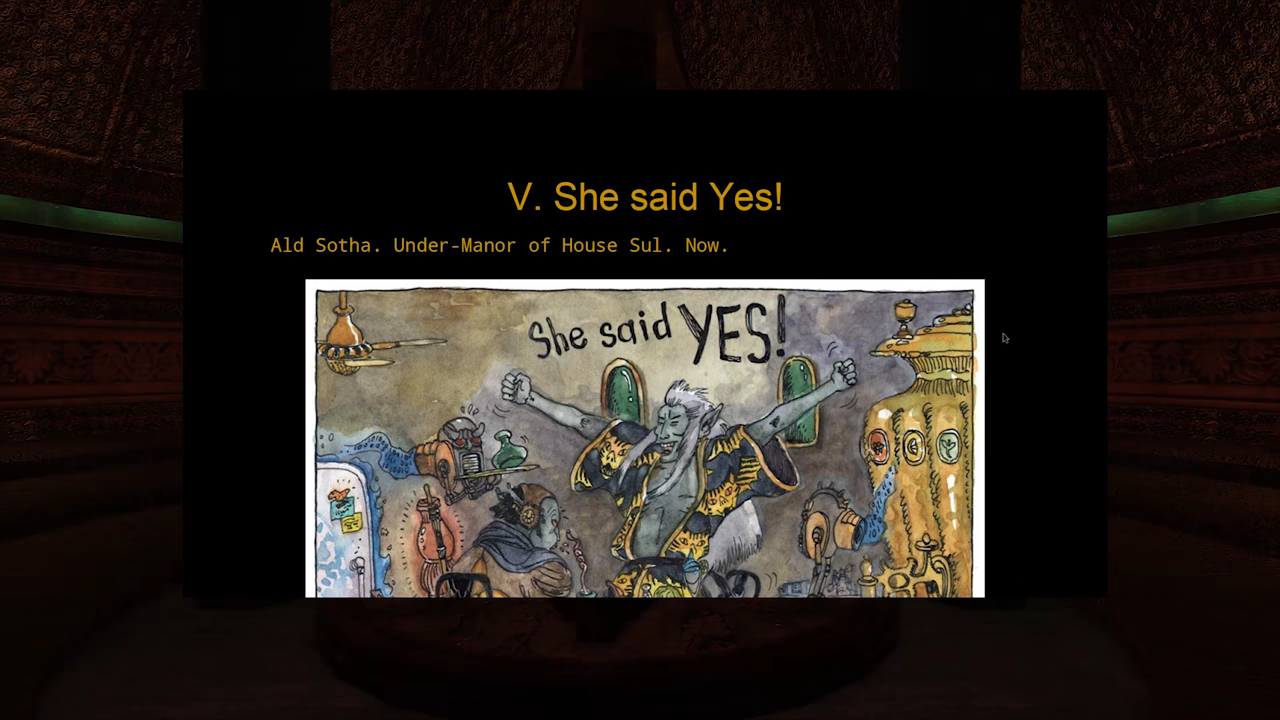 V. She said Yes!
Ald Sotha. Under-Manor of House Sul. Now.
She said YES!